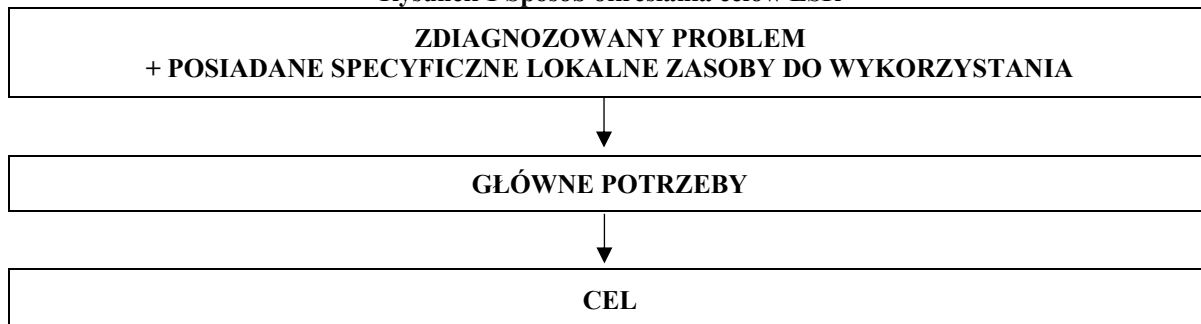 ZDIAGNOZOWANY PROBLEM
+ POSIADANE SPECYFICZNE LOKALNE ZASOBY DO WYKORZYSTANIA
GŁÓWNE POTRZEBY
CEL